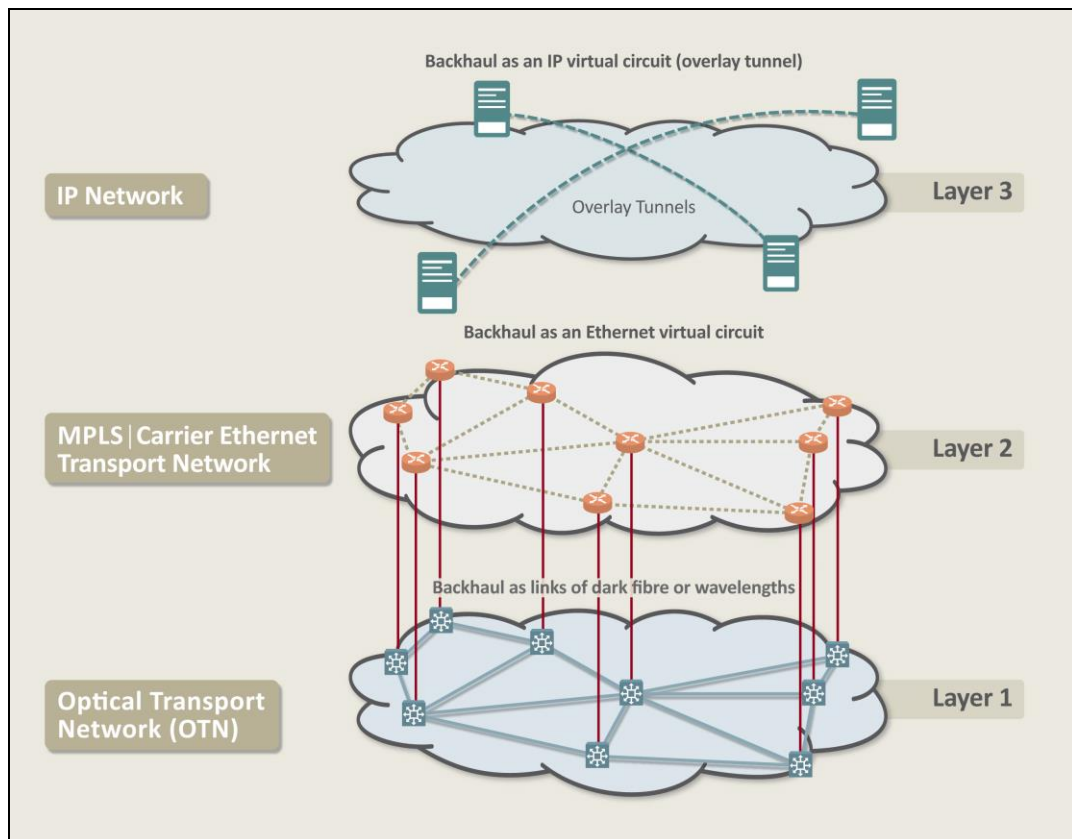 Backhaul as an IP virtual circuit (overlay tunnel)
IP Network
Layer 3
Overlay Tunnels
Backhaul as an Ethernet virtual circuit
MPLS|Carrier Ethernet
Transport Network
Layer 2
Backhaul as links of dark fibre or wavelengths
Optical Transport
Network (OTN)
Layer 1